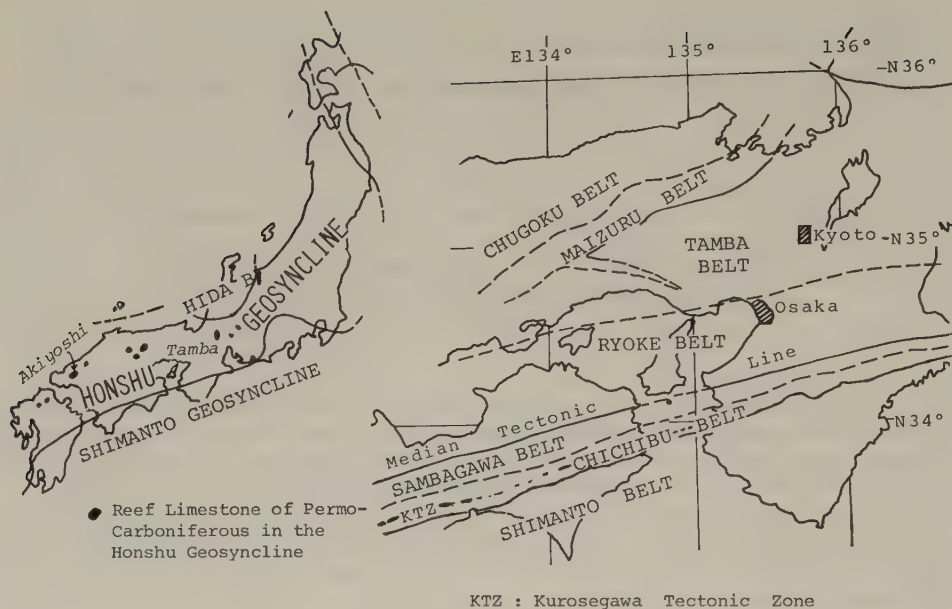 HIDA B
Akiyoshi
Tamba
HONSHU
GEOSYNCLINE
SHIMANTO GEOSYNCLINE
Reef Limestone of Permo-
Carboniferous in the
Honshu Geosyncline
E134°
135°
136°
N36°
CHUGOKU BELT
MAIZURU BELT
TAMBA
BELT
Kyoto
N35°
Osaka
RYOKE BELT
Median Tectonic Line
SAMBAGAWA BELT
CHICHIBU BELT
KTZ
SHIMANTO BELT
N34°
KTZ : Kurosegawa Tectonic Zone